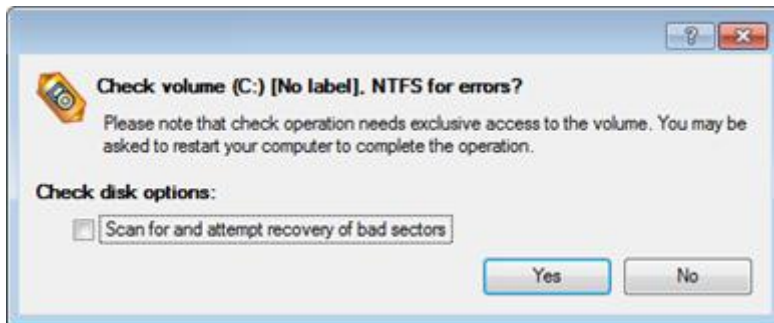 Check volume (C:) [No label], NTFS for errors?
Please note that check operation needs exclusive access to the volume. You may be
asked to restart your computer to complete the operation.
Check disk options:
Scan for and attempt recovery of bad sectors
Yes No